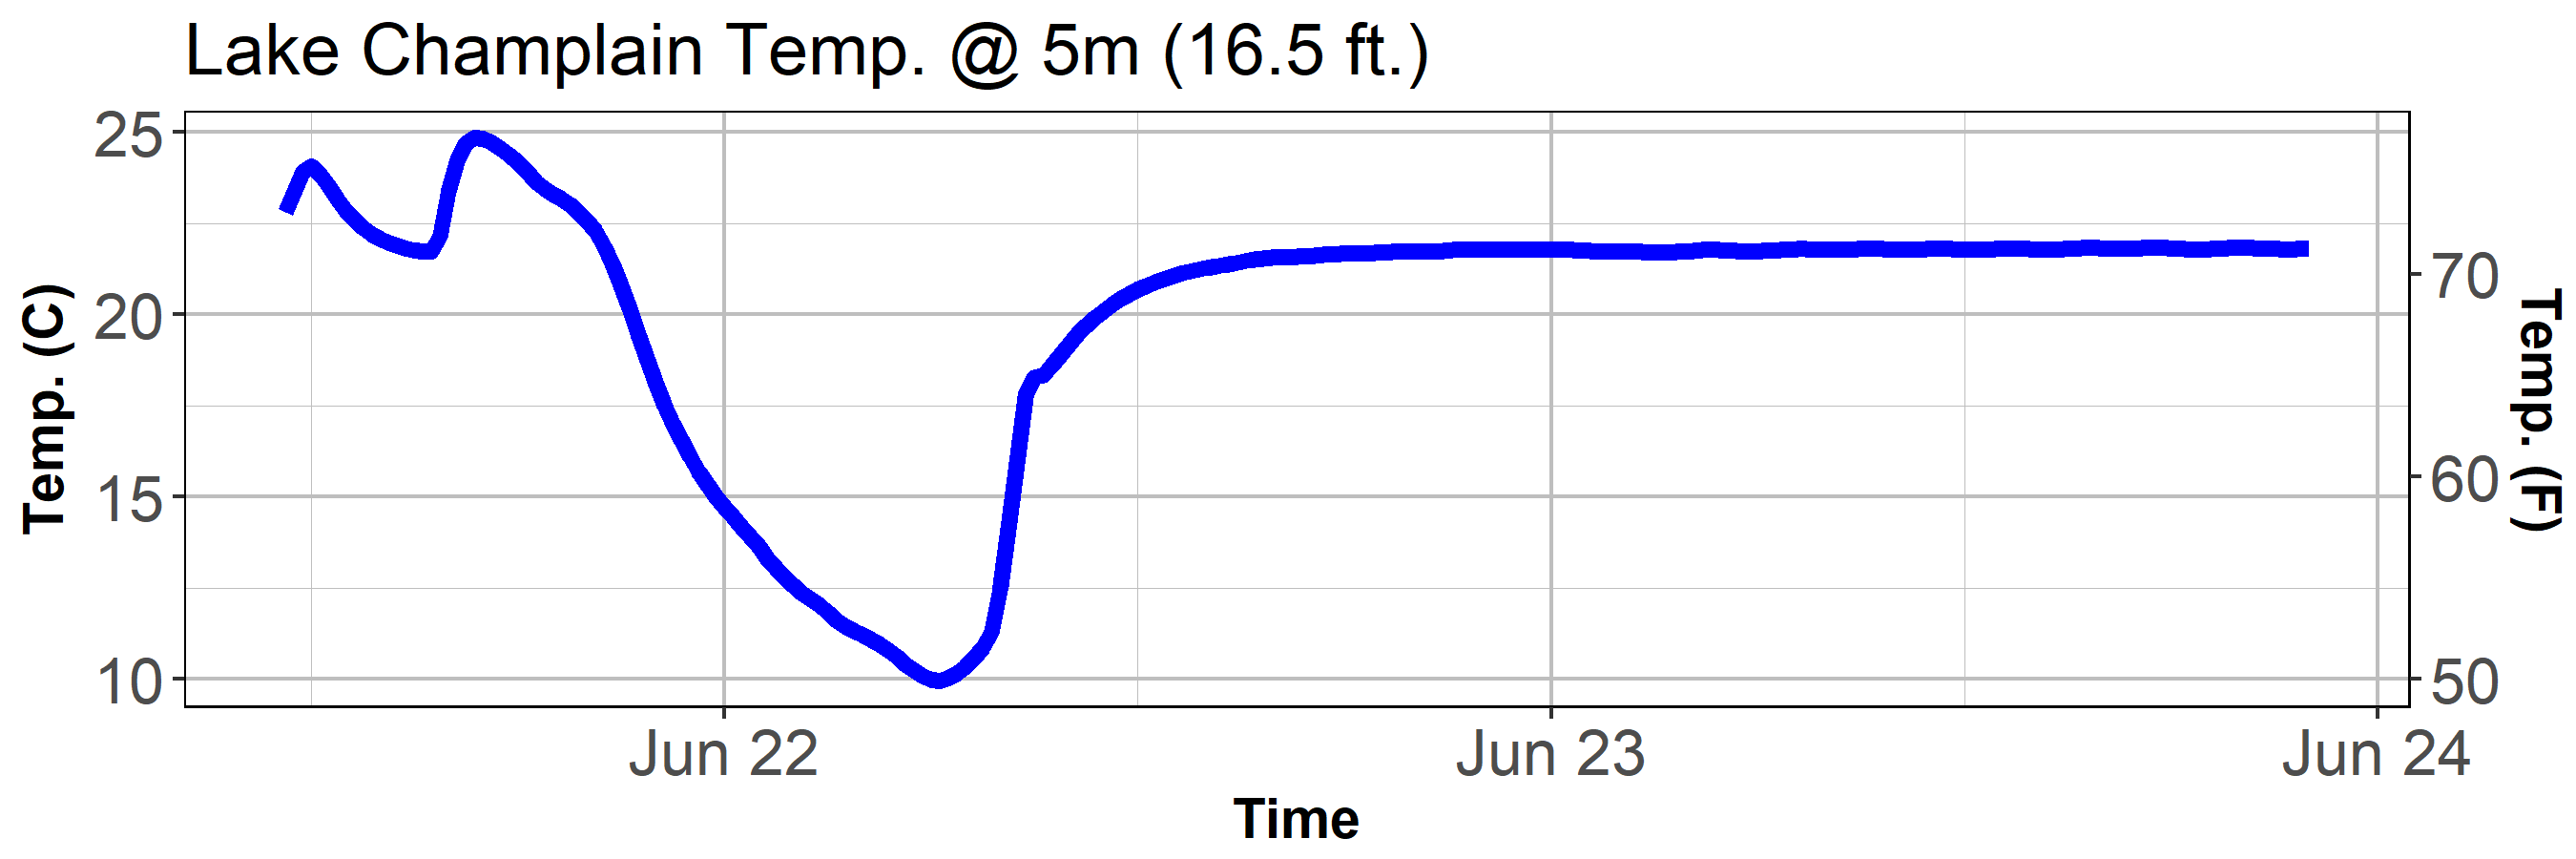 Lake Champlain Temp. @ 5m (16.5 ft.)
25
20
15
10
Temp. (C)
70
60
50
Temp. (F)
Jun 22 Jun 23 Jun 24
Time